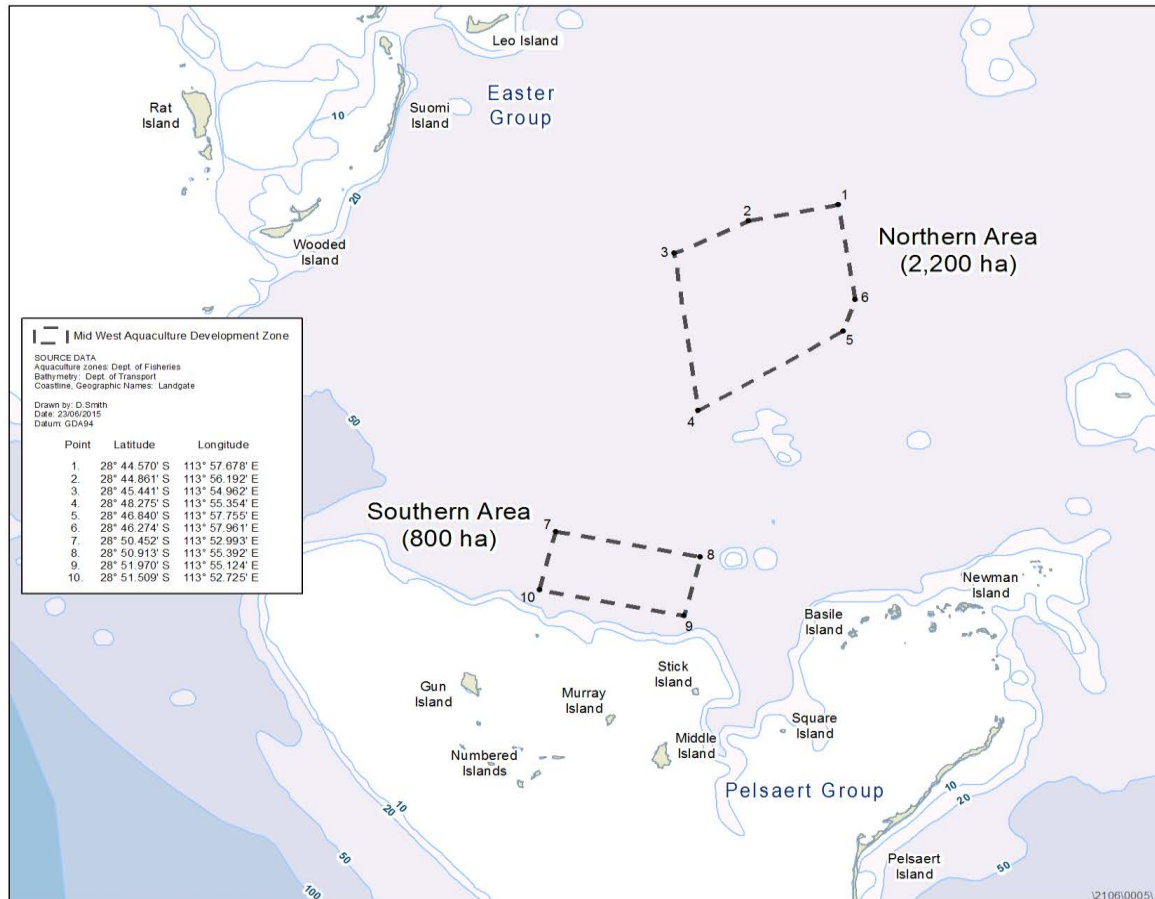 Leo Island
Easter
Group
Rat
Island
Suomi
Island
10
20
Wooded
Island
1
2
3
4
5
6
Northern Area
(2,200 ha)
Mid West Aquaculture Development Zone
SOURCE DATA
Aquaculture zones: Dept. of Fisheries
Bathymetry: Dept. of Transport
Coastline, Geographic Names: Landgate
Drawn by: D.Smith
Date: 23/06/2015
Datum: GDA94
Point Latitude Longitude
1. 28° 44.570' S 113° 57.678' E
2. 28° 44.861' S 113° 56.192' E
3. 28° 45.441' S 113° 54.962' E
4. 28° 48.275' S 113° 55.354' E
5. 28° 46.840' S 113° 57.755' E
6. 28° 46.274' S 113° 57.961' E
7. 28° 50.452' S 113° 52.993' E
8. 28° 50.913' S 113° 55.392' E
9. 28° 51.970' S 113° 55.124' E
10. 28° 51.509' S 113° 52.725' E
50
Southern Area
(800 ha)
7
8
9
10
Newman
Island
Basile
Island
Stick
Island
Gun
Island
Murray
Island
Square
Island
Middle
Island
Numbered
Islands
Pelsaert Group
10
20
50
100
10
20
50
Pelsaert
Island
\2106\0005\